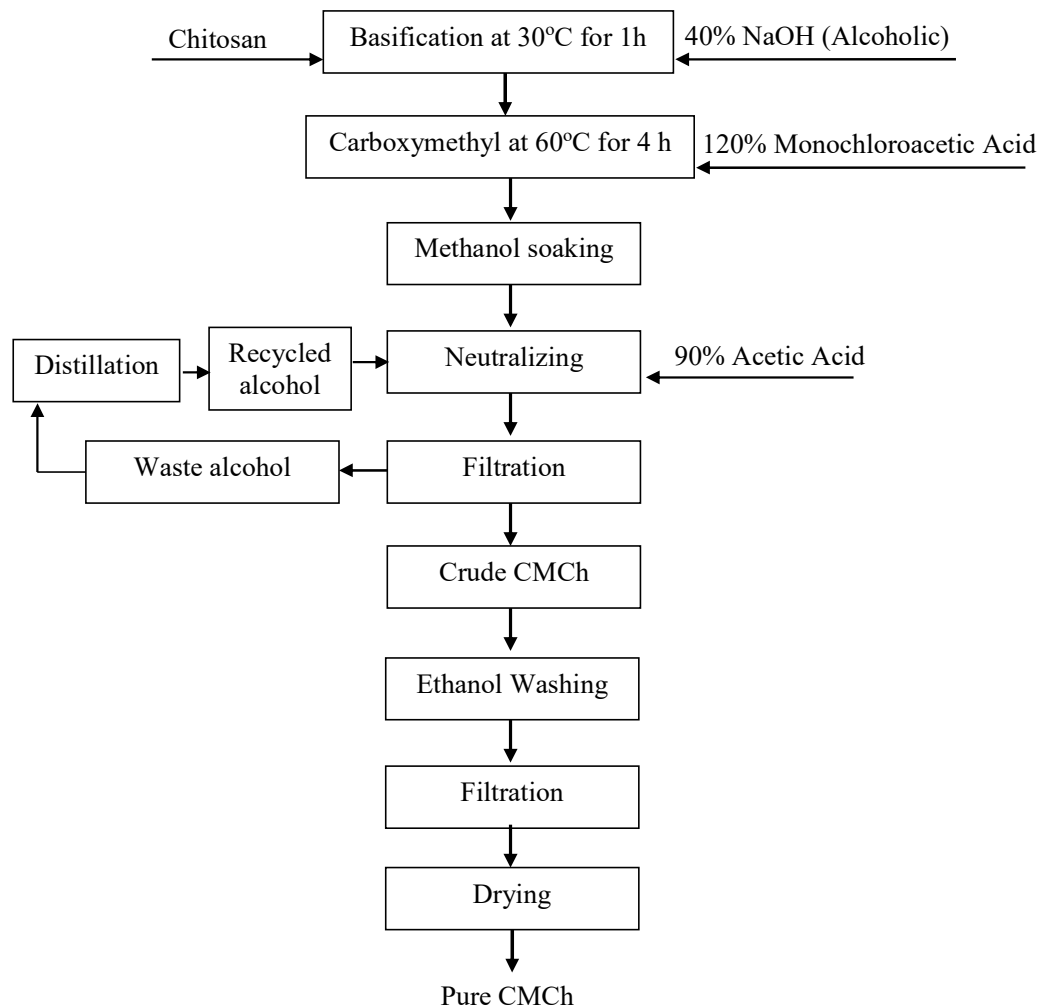 Chitosan
Basification at 30ºC for 1h
40% NaOH (Alcoholic)
Carboxymethyl at 60ºC for 4 h
120% Monochloroacetic Acid
Methanol soaking
Distillation
Recycled
alcohol
Neutralizing
90% Acetic Acid
Waste alcohol
Filtration
Crude CMCh
Ethanol Washing
Filtration
Drying
Pure CMCh